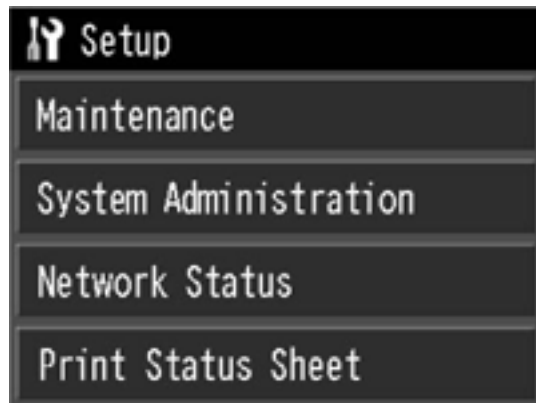 Setup
Maintenance
System Administration
Network Status
Print Status Sheet